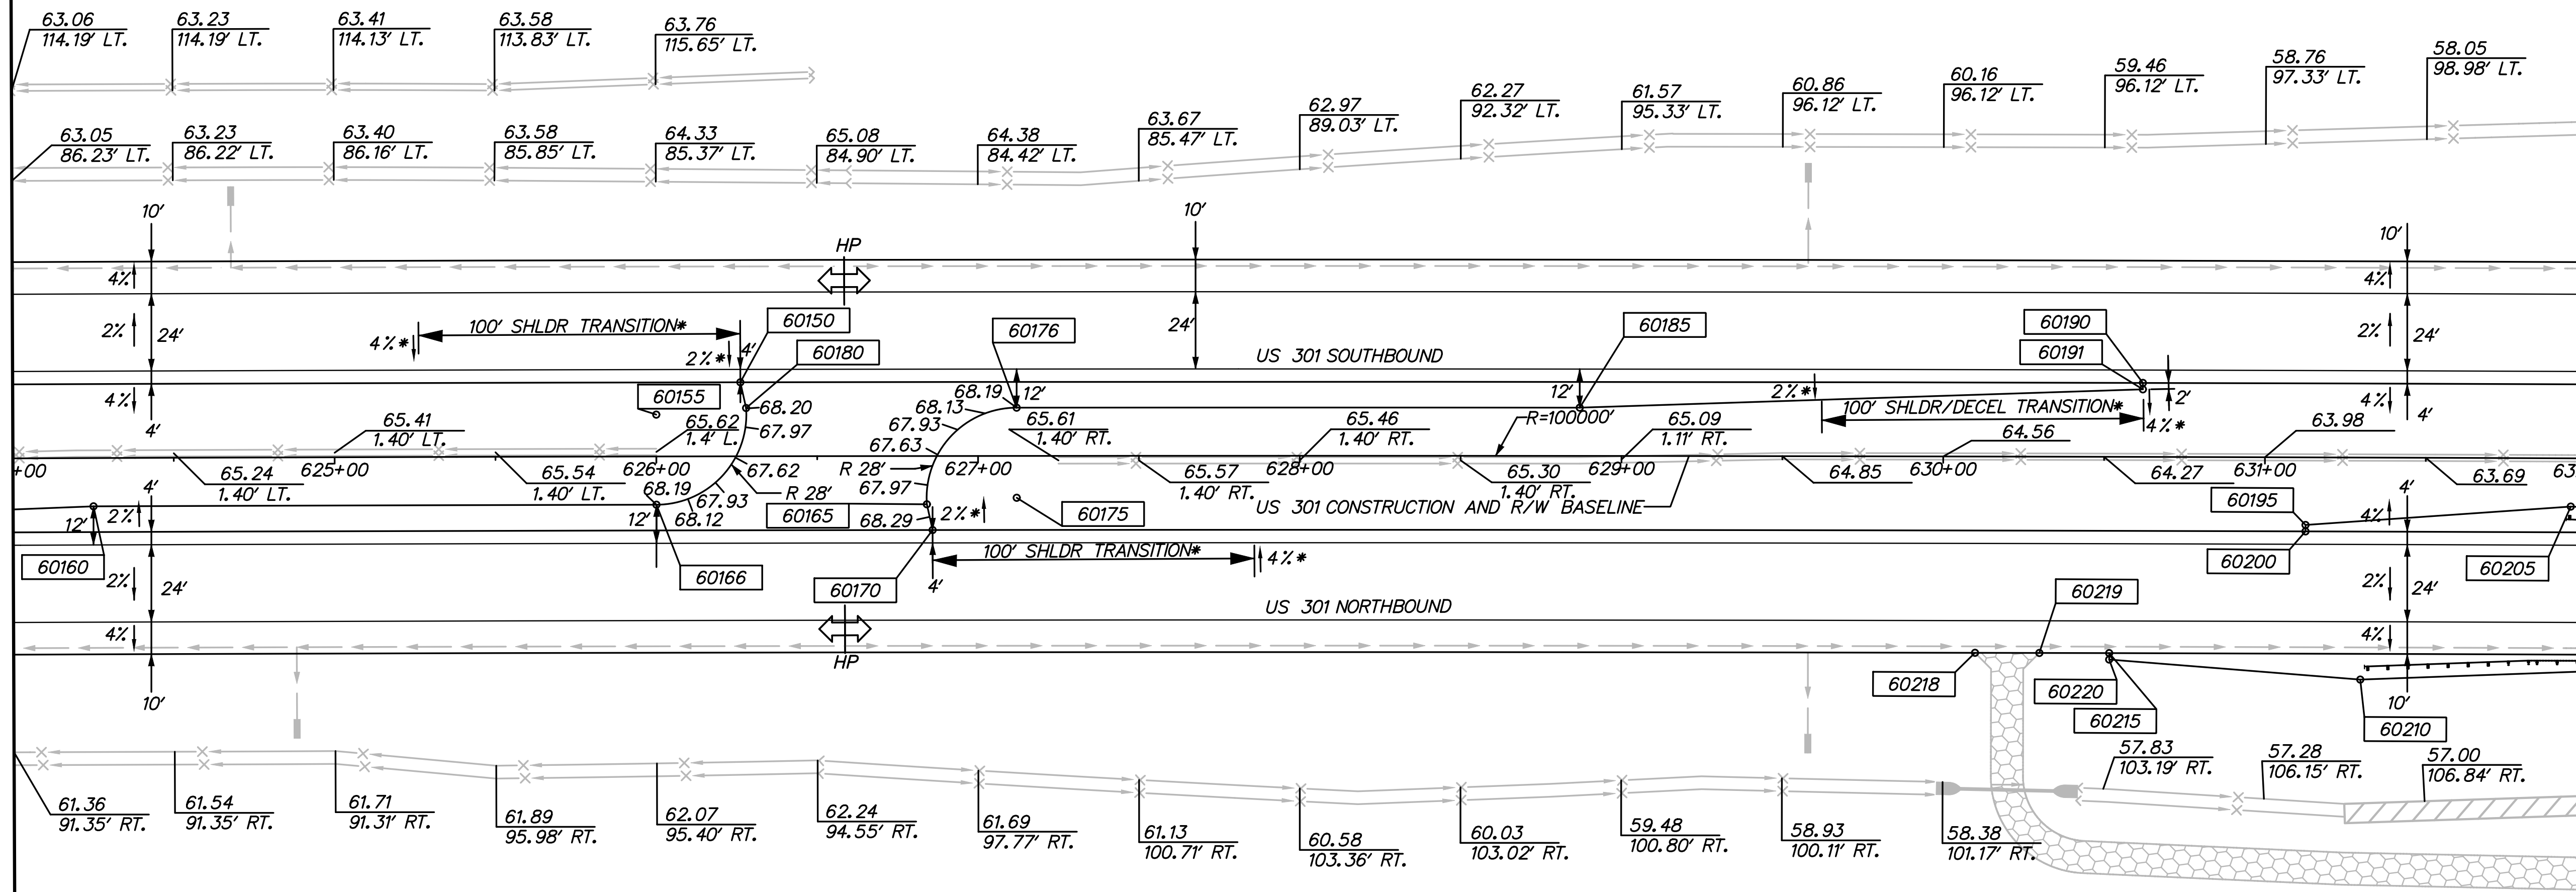 63.06
114.19' LT.
63.23
114.19' LT.
63.41
114.13' LT.
63.58
113.83' LT.
63.76
115.65' LT.
63.05
86.23' LT.
63.23
86.22' LT.
63.40
86.16' LT.
63.58
85.85' LT.
64.33
85.37' LT.
65.08
84.90' LT.
64.38
84.42' LT.
63.67
85.47' LT.
62.97
89.03' LT.
62.27
92.32' LT.
61.57
95.33' LT.
60.86
96.12' LT.
60.16
96.12' LT.
59.46
96.12' LT.
58.76
97.33' LT.
58.05
98.98' LT.
10'
HP
10'
10'
4%
4%
2%
24'
4%*
100' SHLDR TRANSITION*
2%*
4'
60150
60180
60176
24'
US 301 SOUTHBOUND
60185
60190
60191
2%
24'
4%
4'
60155
68.20
67.97
68.19
68.13
67.93
67.63
12'
12'
2%*
100' SHLDR/DECEL TRANSITION*
2'
4%*
4%
4'
65.41
1.40' LT.
65.62
1.4' L.
65.61
1.40' RT.
65.46
1.40' RT.
R=100000'
65.09
1.11' RT.
64.56
63.98
+00
65.24
1.40' LT.
625+00
65.54
1.40' LT.
626+00
67.62
R 28'
R 28'
627+00
65.57
1.40' RT.
628+00
65.30
1.40' RT.
629+00
64.85
630+00
64.27
631+00
63.69
63
4'
2%
12'
68.19
67.93
68.12
12'
60165
67.97
68.29
2%*
60175
US 301 CONSTRUCTION AND R/W BASELINE
60195
4'
4%
60160
60166
60170
4'
100' SHLDR TRANSITION*
4%*
60200
60205
2%
24'
US 301 NORTHBOUND
60219
2%
24'
4%
HP
4%
10'
60218
60220
60215
10'
60210
61.36
91.35' RT.
61.54
91.35' RT.
61.71
91.31' RT.
61.89
95.98' RT.
62.07
95.40' RT.
62.24
94.55' RT.
61.69
97.77' RT.
61.13
100.71' RT.
60.58
103.36' RT.
60.03
103.02' RT.
59.48
100.80' RT.
58.93
100.11' RT.
58.38
101.17' RT.
57.83
103.19' RT.
57.28
106.15' RT.
57.00
106.84' RT.